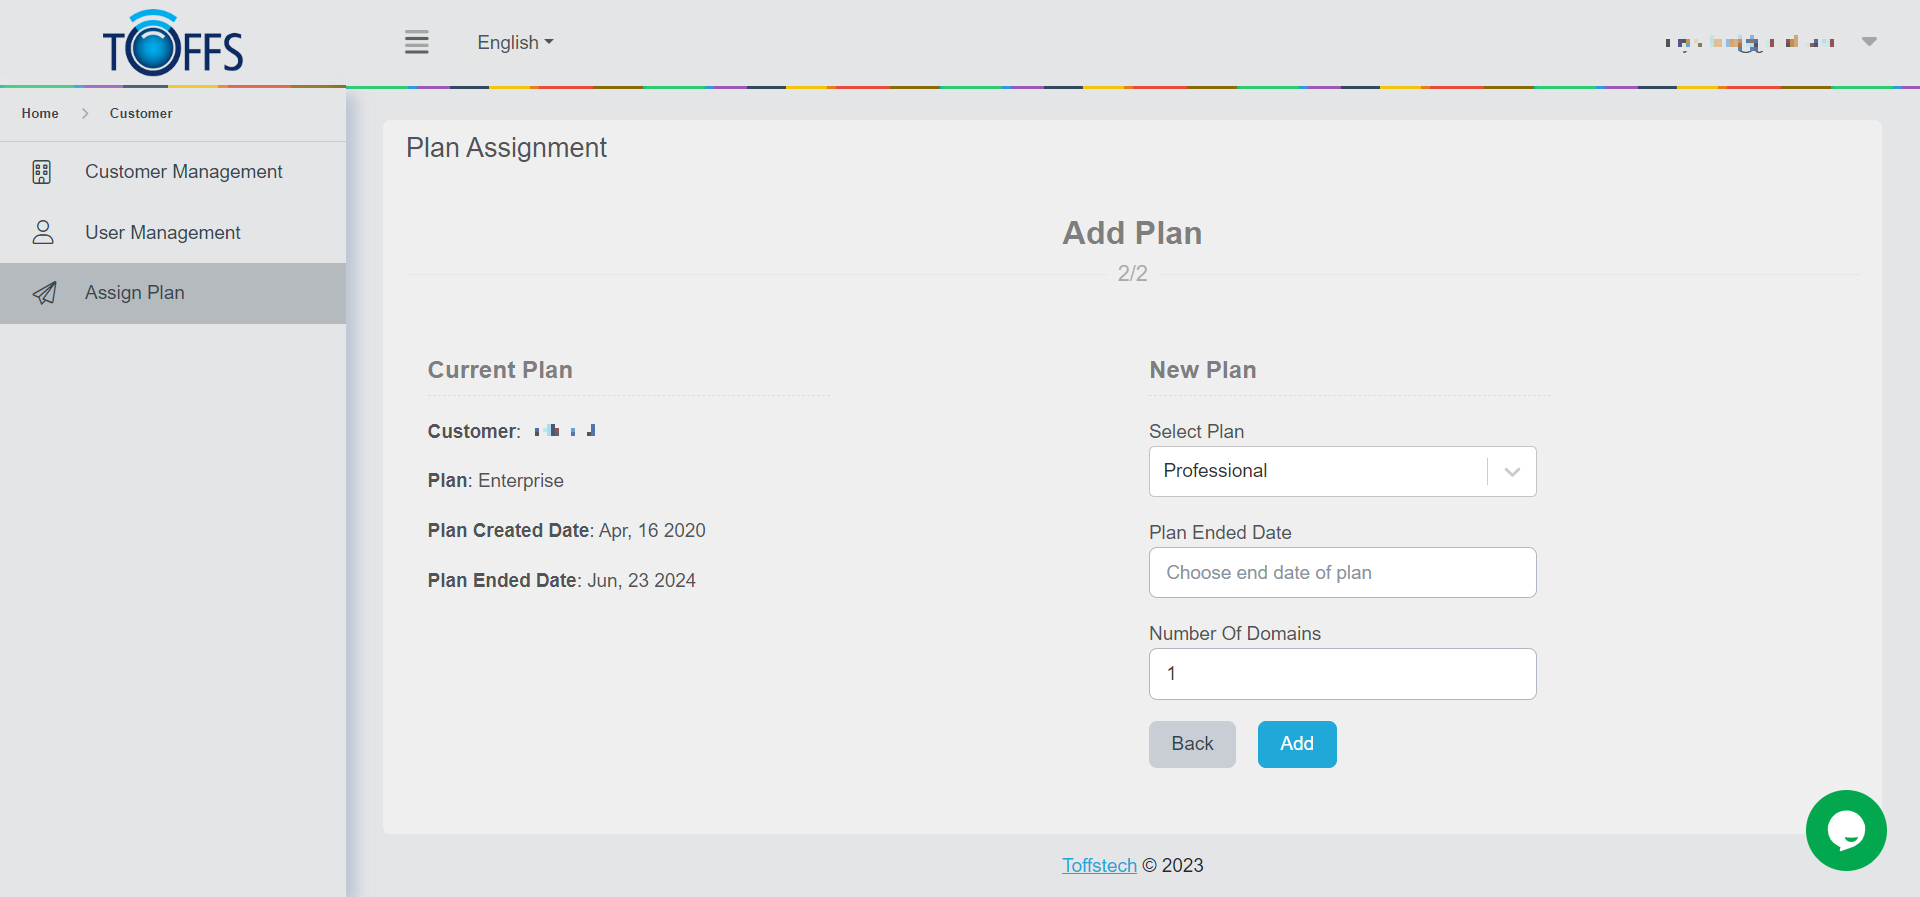 TOFFS
English
Home > Customer
Customer Management
User Management
Assign Plan
Plan Assignment
Add Plan
2/2
Current Plan
Customer:
Plan: Enterprise
Plan Created Date: Apr, 16 2020
Plan Ended Date: Jun, 23 2024
New Plan
Select Plan
Professional
Plan Ended Date
Choose end date of plan
Number Of Domains
1
Back
Add
Toffstech © 2023